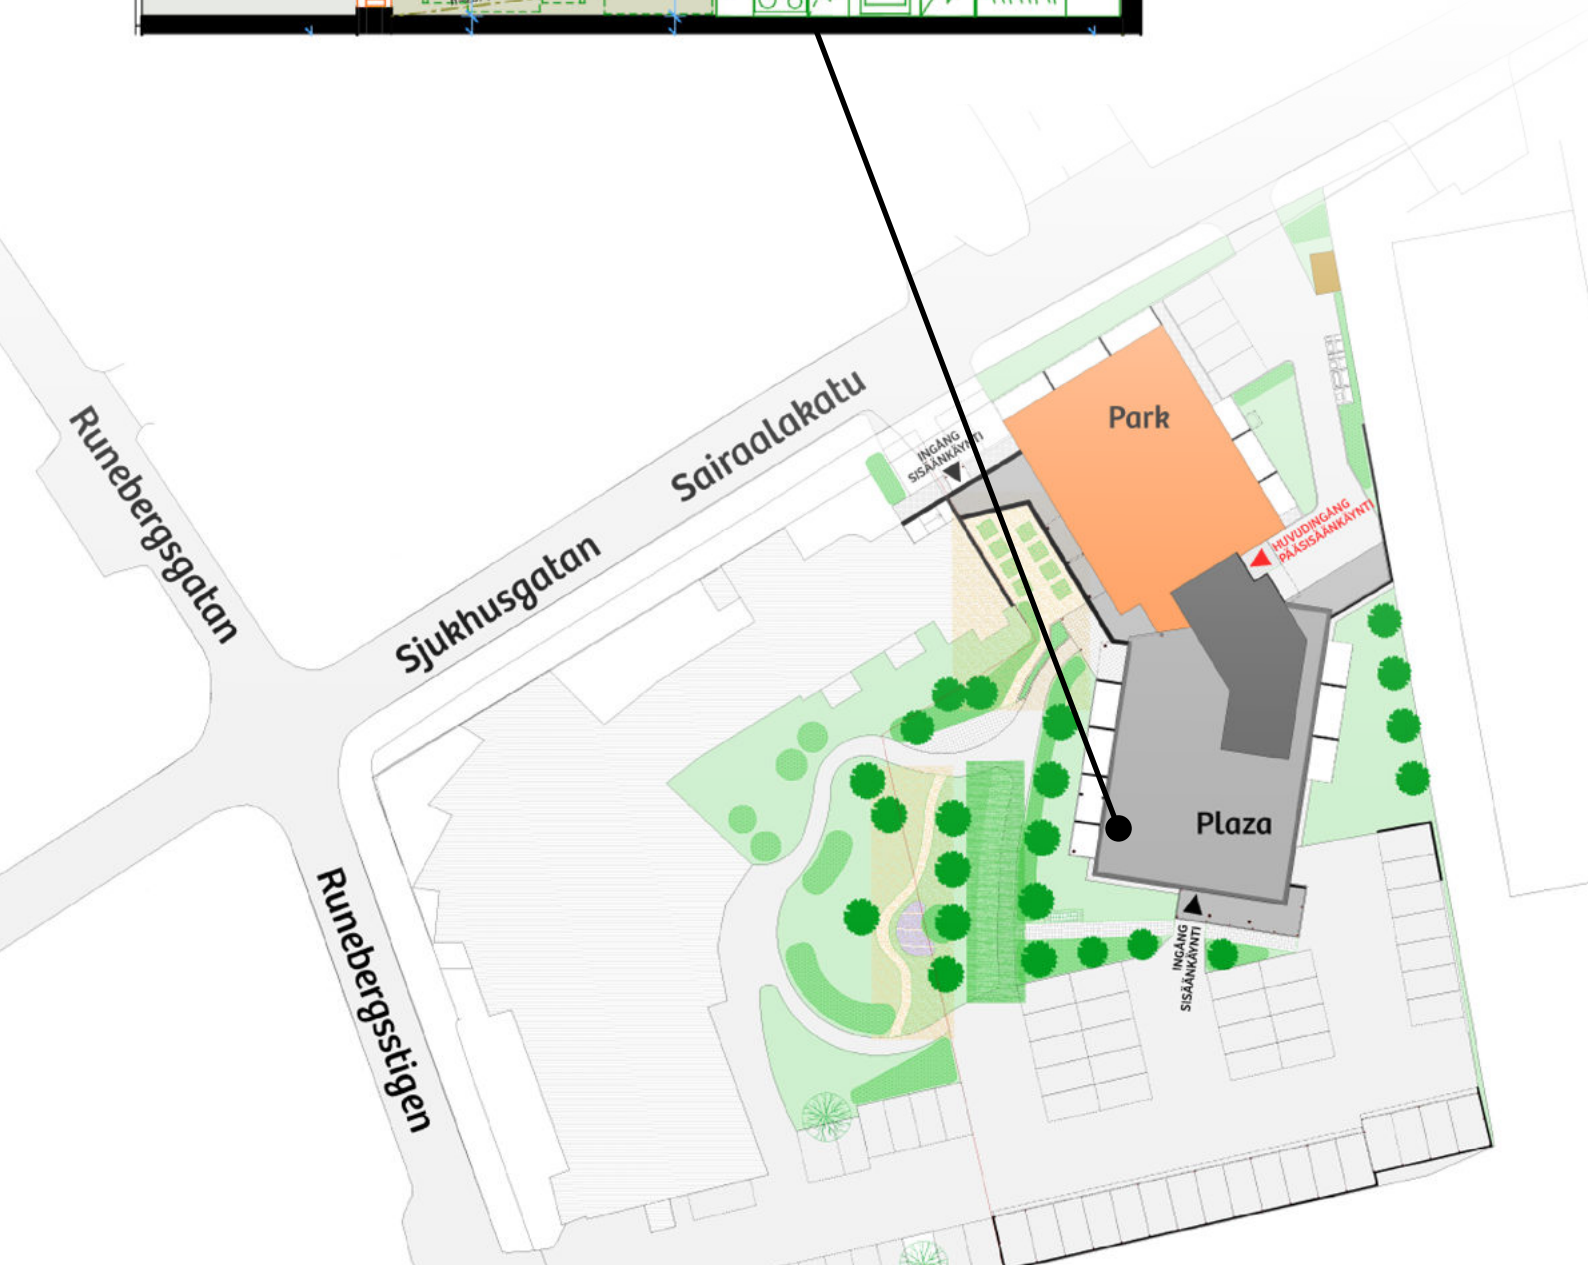 Runebergsgatan
Sjukhusgatan
Sairaalakatu
Runebergsstigen
INGÅNG
SISÄÄNKÄYNTI
Park
HUVUDINGÅNG
PÄÄSISÄÄNKÄYNTI
Plaza
INGÅNG
SISÄÄNKÄYNTI